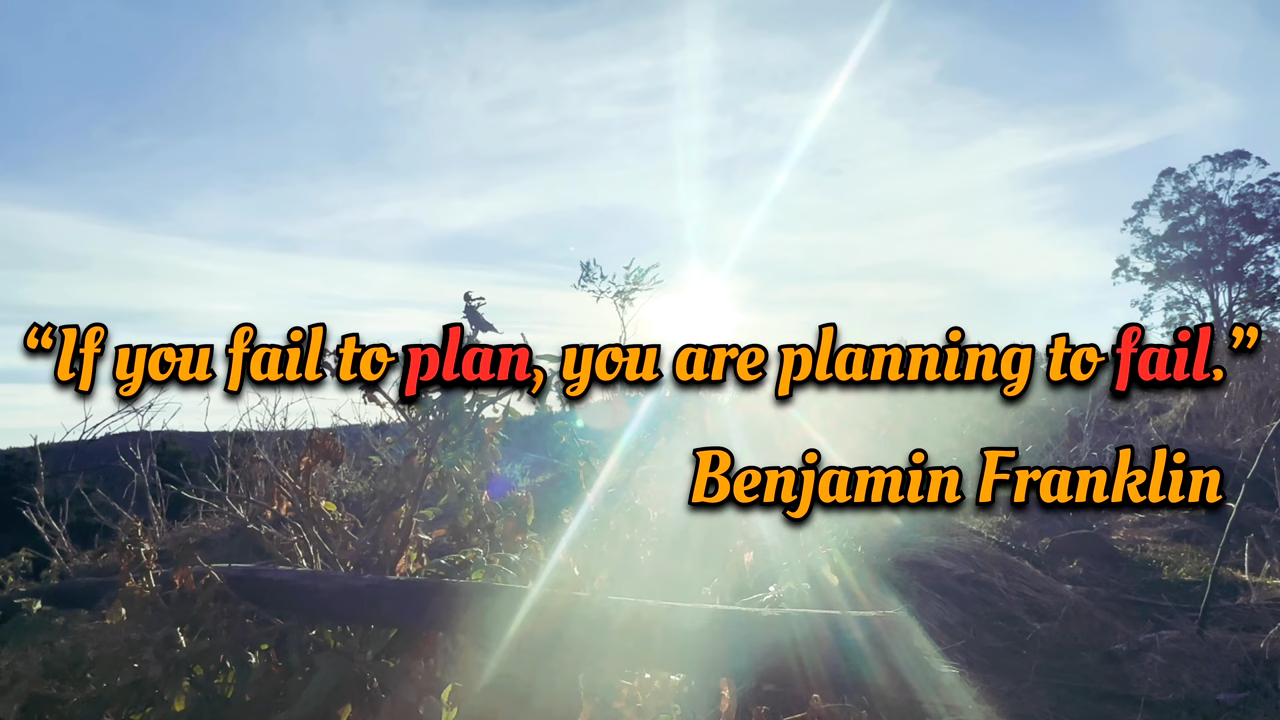 “If you fail to plan, you are planning to fail.”
Benjamin Franklin